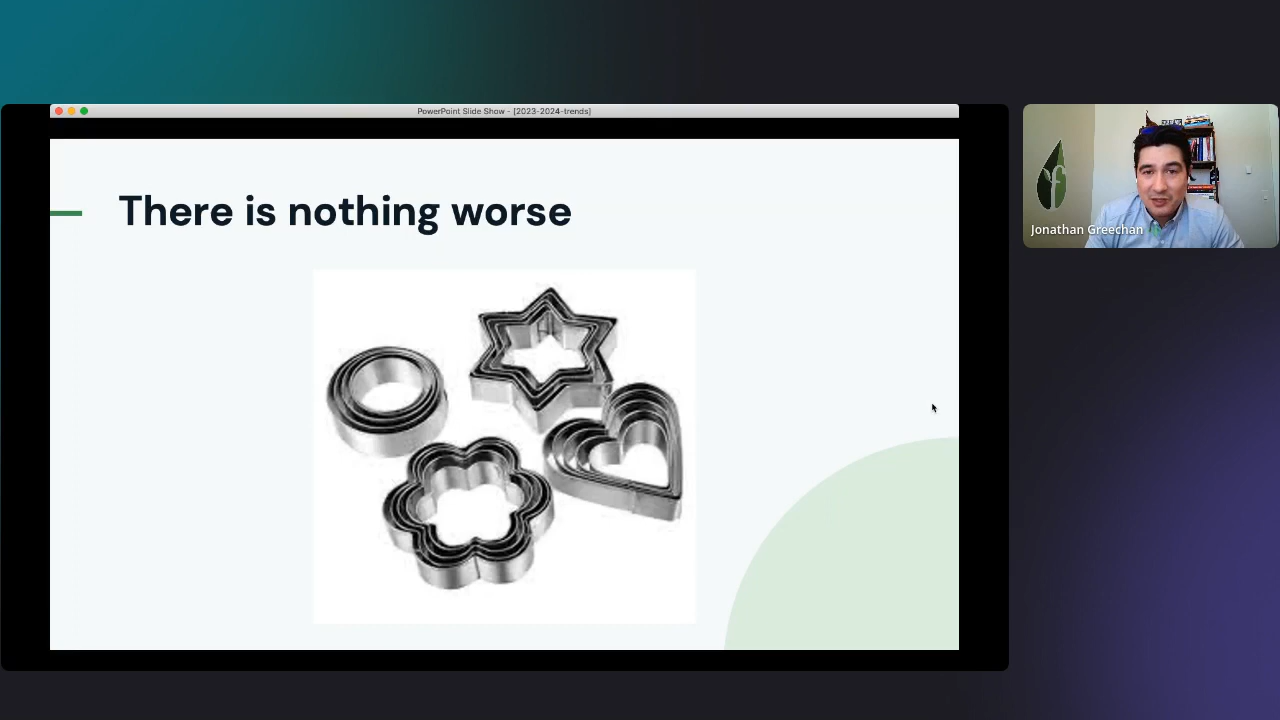 PowerPoint Slide Show - [2023-2024-trends]
There is nothing worse
Jonathan Greechan